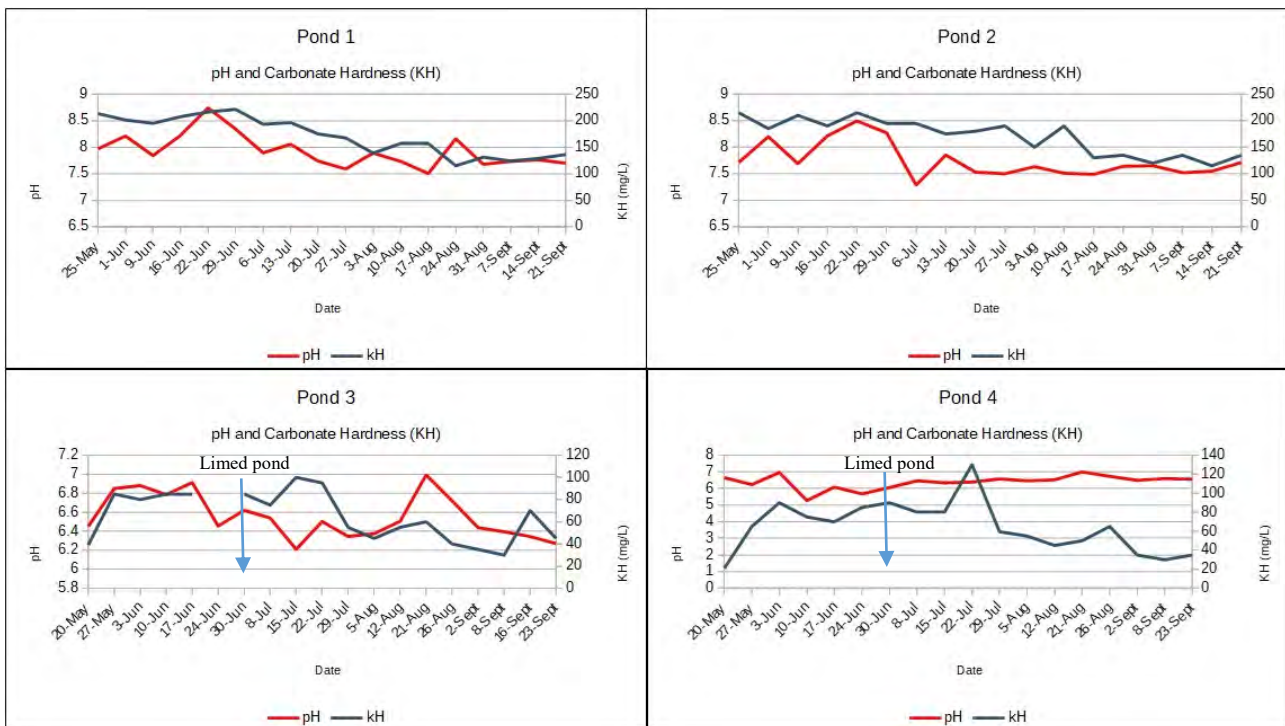 Pond 1
pH and Carbonate Hardness (KH)
9
8.5
8
7.5
7
6.5
250
200
150
100
50
0
pH
KH (mg/L)
25-May
1-Jun
9-Jun
16-Jun
22-Jun
29-Jun
6-Jul
13-Jul
20-Jul
27-Jul
3-Aug
10-Aug
17-Aug
24-Aug
31-Aug
7-Sept
14-Sept
21-Sept
Date
pH kH
Pond 2
pH and Carbonate Hardness (KH)
9
8.5
8
7.5
7
6.5
250
200
150
100
50
0
pH
KH (mg/L)
25-May
1-Jun
9-Jun
16-Jun
22-Jun
29-Jun
6-Jul
13-Jul
20-Jul
27-Jul
3-Aug
10-Aug
17-Aug
24-Aug
31-Aug
7-Sept
14-Sept
21-Sept
Date
pH kH
Pond 3
pH and Carbonate Hardness (KH)
Limed pond
7.2
7
6.8
6.6
6.4
6.2
6
5.8
120
100
80
60
40
20
0
pH
KH (mg/L)
20-May
27-May
3-Jun
10-Jun
17-Jun
24-Jun
30-Jun
8-Jul
15-Jul
22-Jul
29-Jul
5-Aug
12-Aug
21-Aug
26-Aug
2-Sept
8-Sept
16-Sept
23-Sept
Date
pH kH
Pond 4
pH and Carbonate Hardness (KH)
Limed pond
8
7
6
5
4
3
2
1
0
140
120
100
80
60
40
20
0
pH
KH (mg/L)
20-May
27-May
3-Jun
10-Jun
17-Jun
24-Jun
30-Jun
8-Jul
15-Jul
22-Jul
29-Jul
5-Aug
12-Aug
21-Aug
26-Aug
2-Sept
8-Sept
23-Sept
Date
pH kH